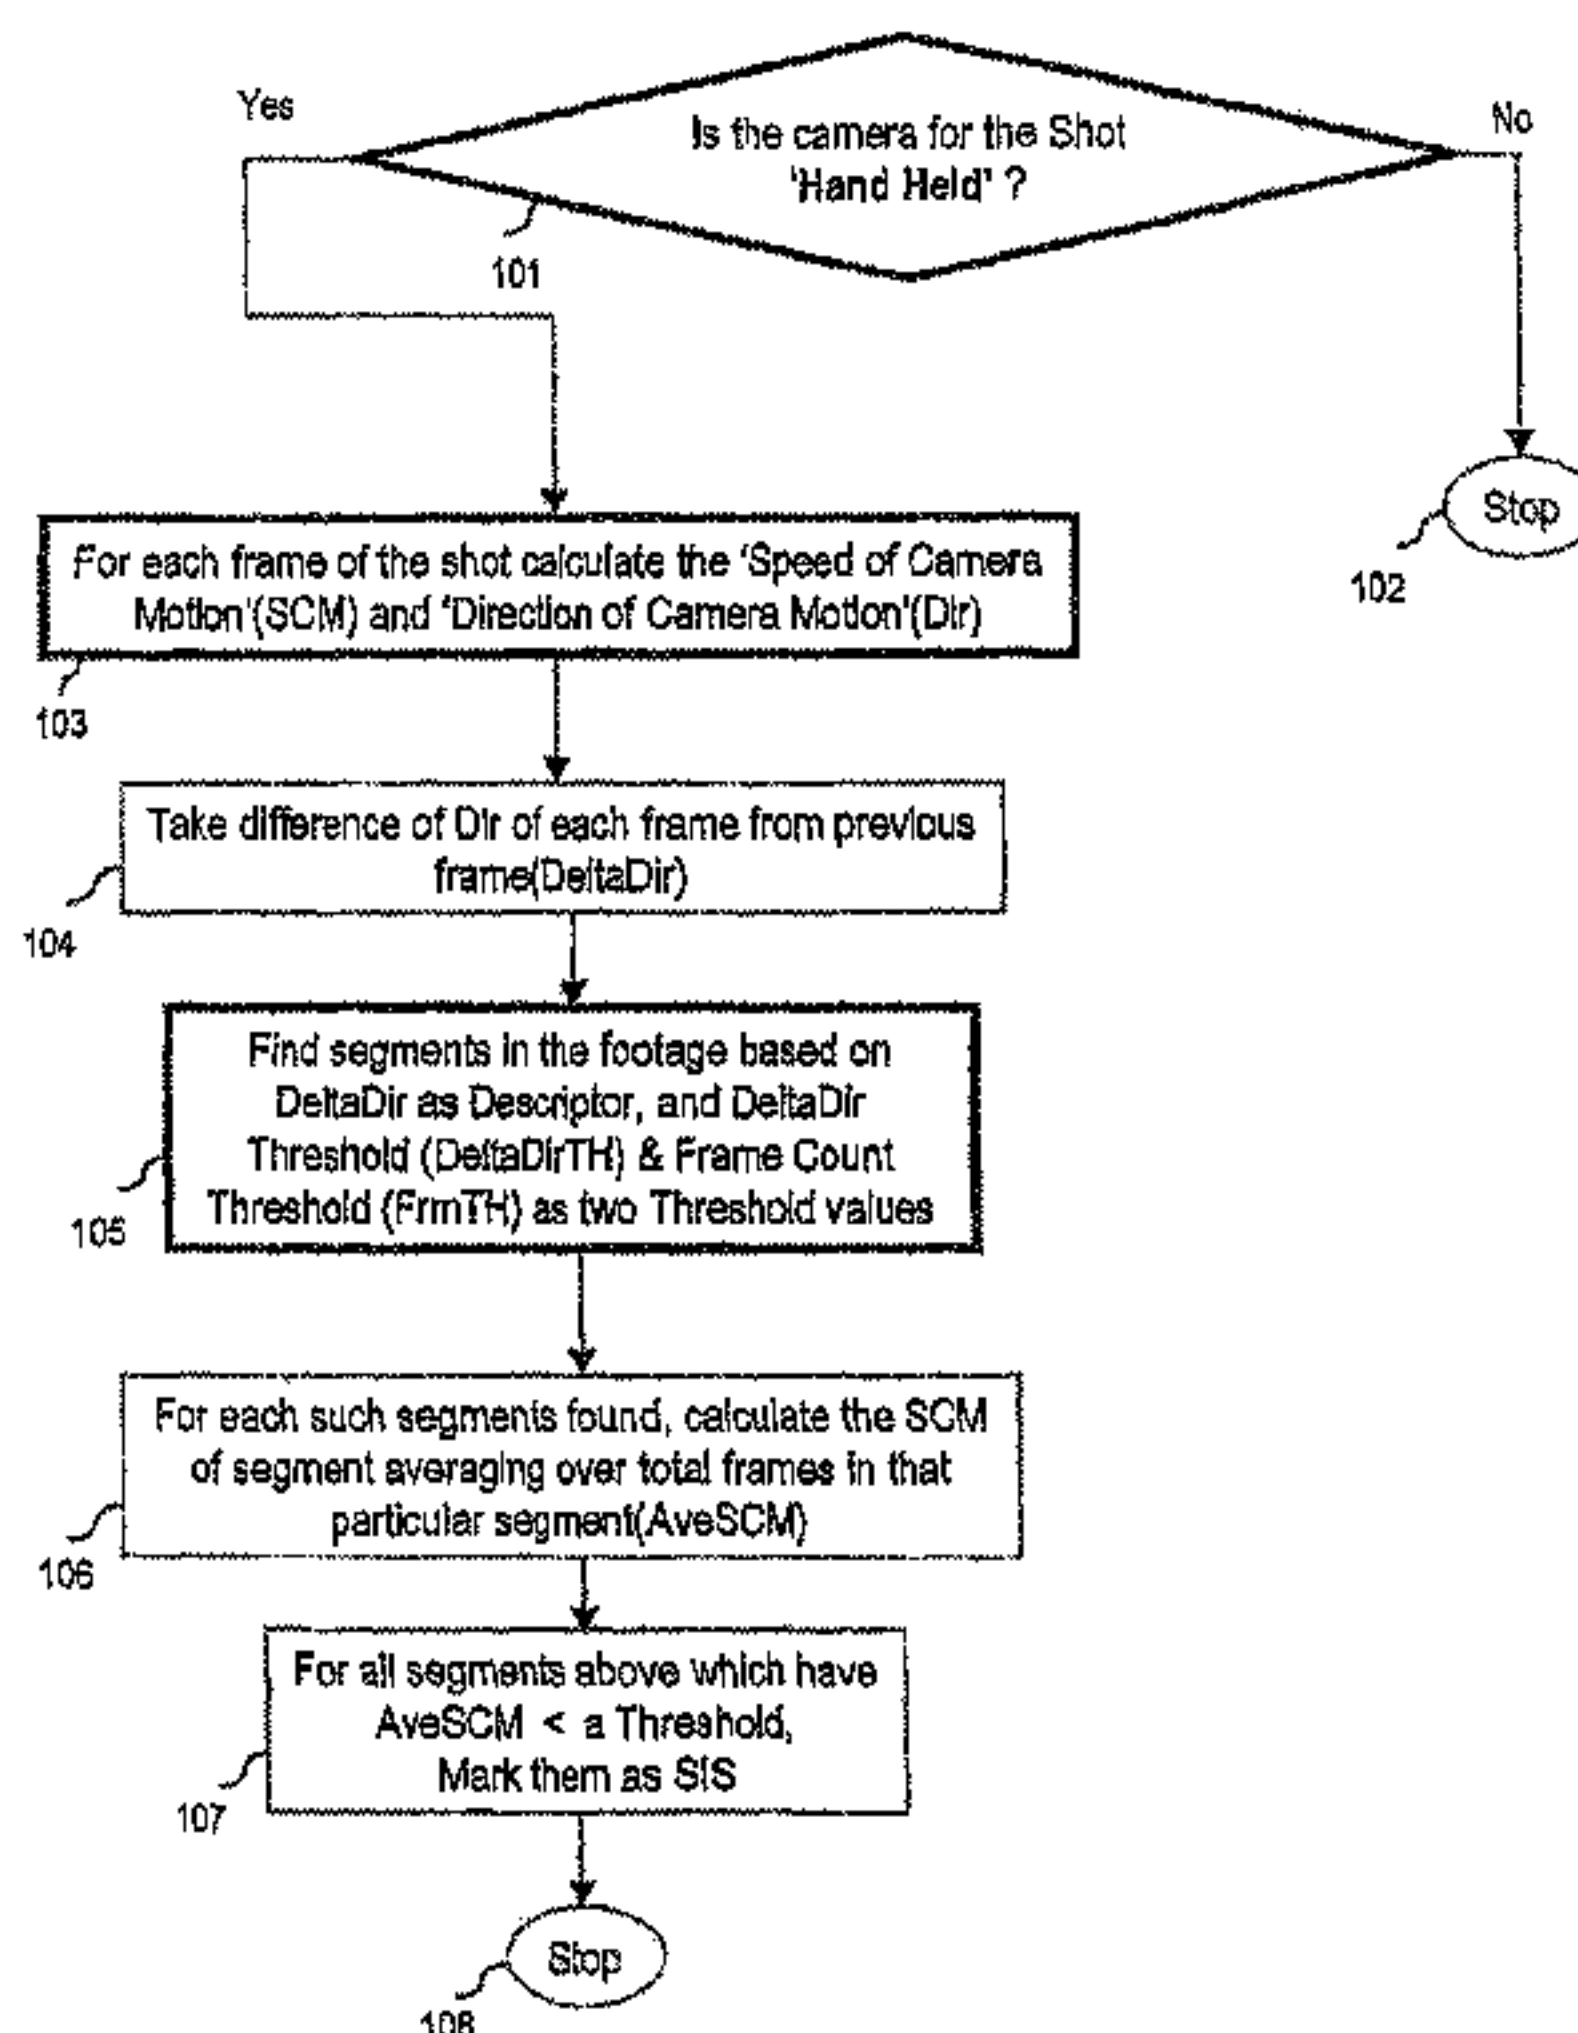 Yes
No
Is the camera for the Shot
'Hand Held' ?
101
Stop
102
For each frame of the shot calculate the 'Speed of Camera
Motion'(SCM) and 'Direction of Camera Motion'(Dir)
103
Take difference of Dir of each frame from previous
frame(DeltaDir)
104
Find segments in the footage based on
DeltaDir as Descriptor, and DeltaDir
Threshold (DeltaDirTH) & Frame Count
Threshold (FrmTH) as two Threshold values
105
For each such segments found, calculate the SCM
of segment averaging over total frames in that
particular segment(AveSCM)
106
For all segments above which have
AveSCM < a Threshold,
Mark them as SIS
107
Stop
108